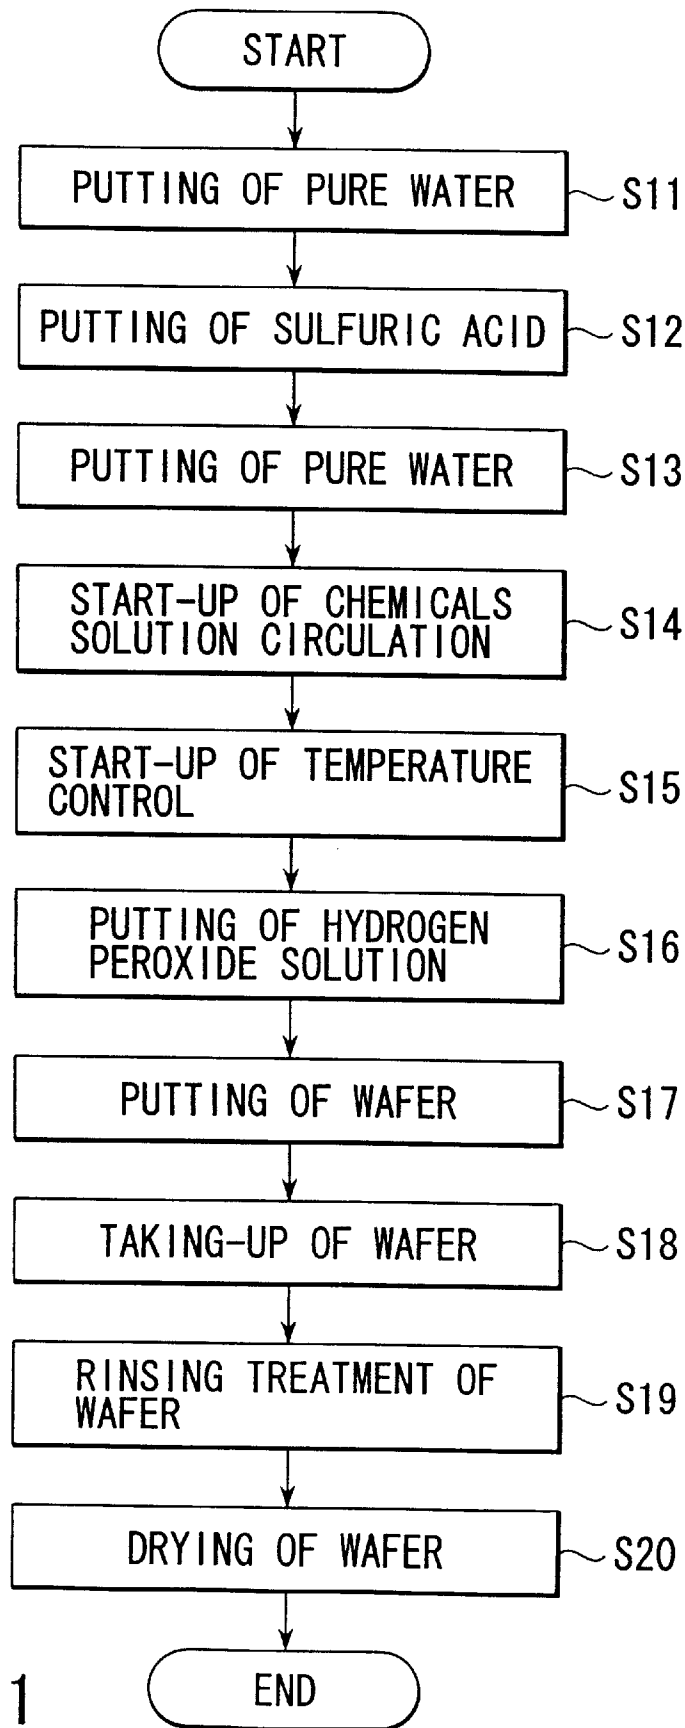 START
PUTTING OF PURE WATER
S11
PUTTING OF SULFURIC ACID
S12
PUTTING OF PURE WATER
S13
START-UP OF CHEMICALS
SOLUTION CIRCULATION
S14
START-UP OF TEMPERATURE
CONTROL
S15
PUTTING OF HYDROGEN
PEROXIDE SOLUTION
S16
PUTTING OF WAFER
S17
TAKING-UP OF WAFER
S18
RINSING TREATMENT OF
WAFER
S19
DRYING OF WAFER
S20
END
1